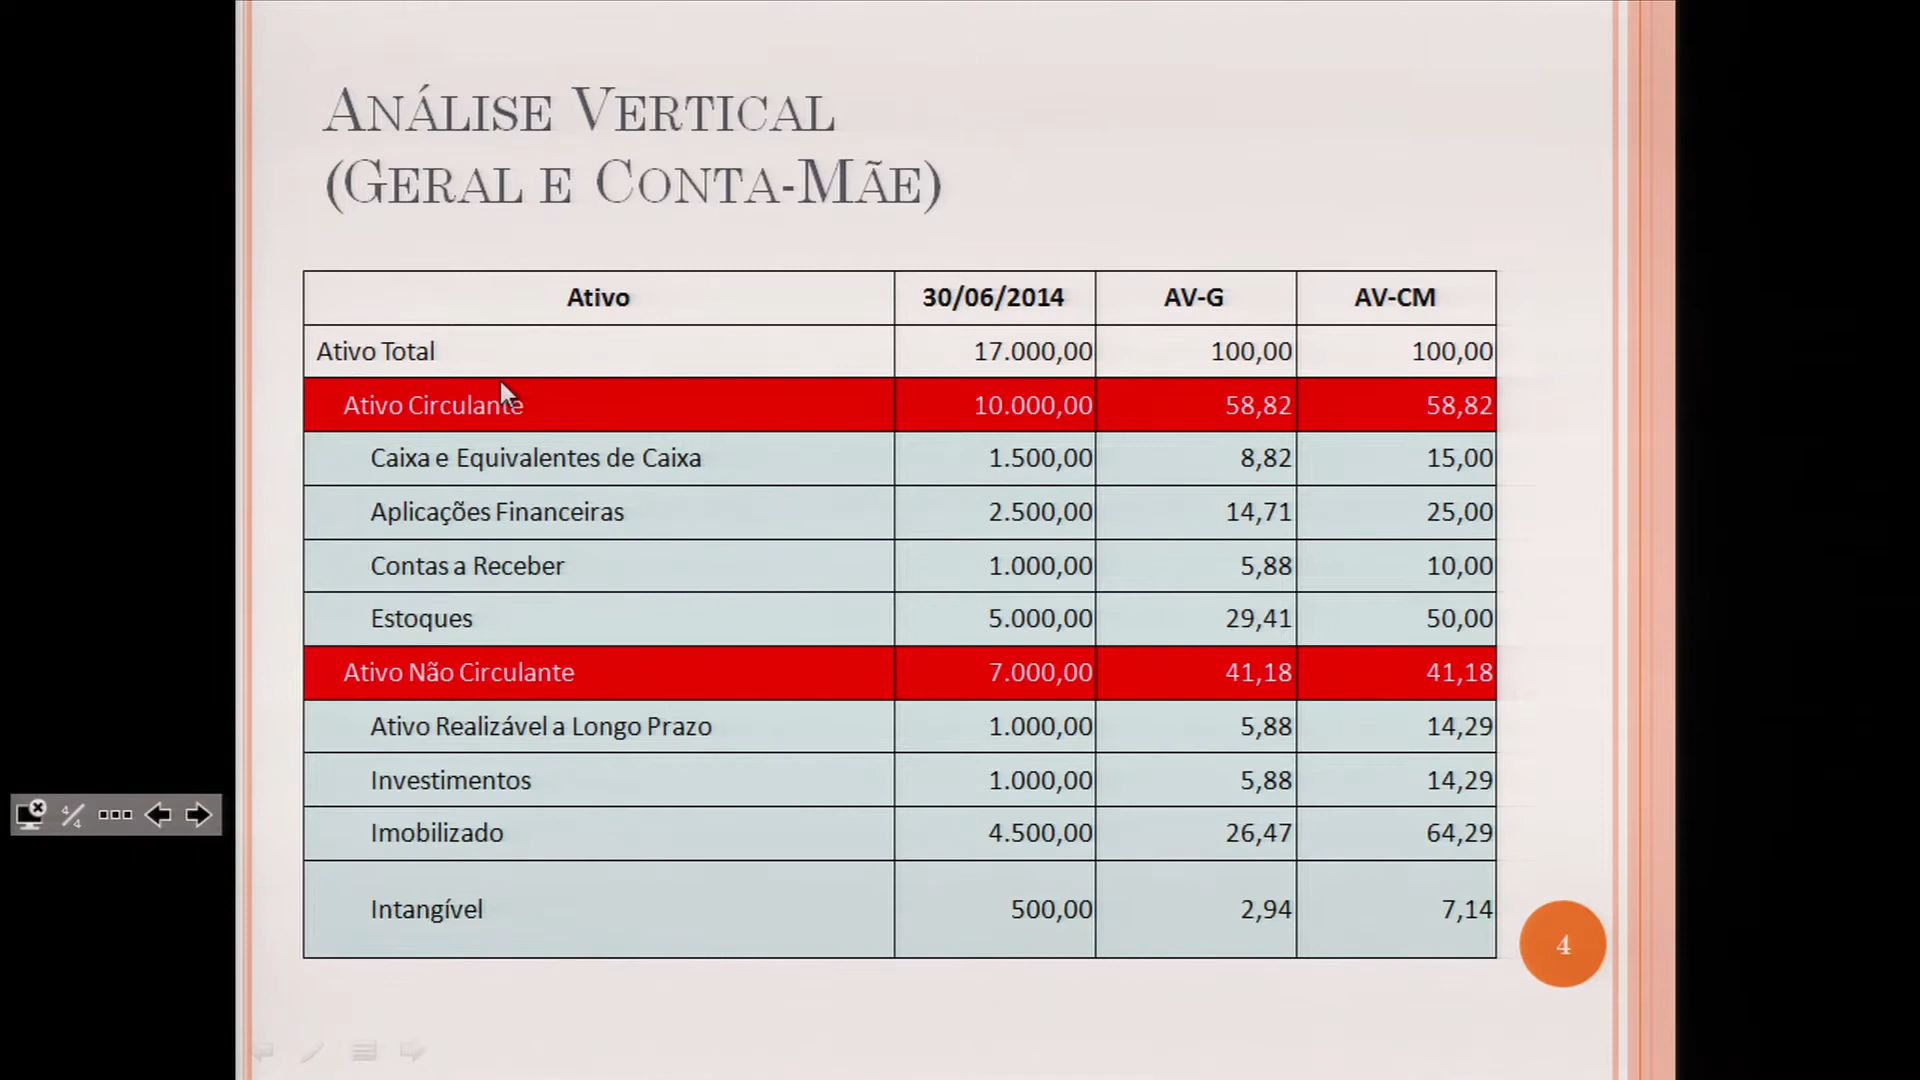 Análise Vertical
(Geral e Conta-Mãe)
Ativo 30/06/2014 AV-G AV-CM
Ativo Total 17.000,00 100,00 100,00
Ativo Circulante 10.000,00 58,82 58,82
Caixa e Equivalentes de Caixa 1.500,00 8,82 15,00
Aplicações Financeiras 2.500,00 14,71 25,00
Contas a Receber 1.000,00 5,88 10,00
Estoques 5.000,00 29,41 50,00
Ativo Não Circulante 7.000,00 41,18 41,18
Ativo Realizável a Longo Prazo 1.000,00 5,88 14,29
Investimentos 1.000,00 5,88 14,29
Imobilizado 4.500,00 26,47 64,29
Intangível 500,00 2,94 7,14
4
4/4